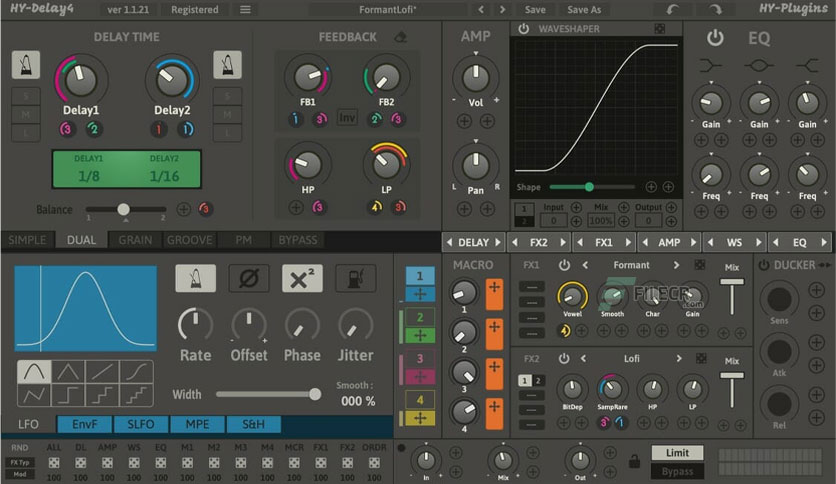 HY-Delay4 ver 1.1.21 Registered FormantLofi* Save Save As HY-Plugins
DELAY TIME
Delay1 Delay2
S S
M M
L L
3 2 1 1
DELAY1 DELAY2
1/8 1/16
Balance 1 2 3
FEEDBACK
FB1 FB2
1 3 Inv 2 3
HP LP
3 4 3
AMP
Vol
- +
L R
Pan
WAVESHAPER
Shape
1 Input Mix Output
2 0 100% 0
EQ
Gain Gain Gain
- + - + - +
Freq Freq Freq
- + - + - +
SIMPLE DUAL GRAIN GROOVE PM BYPASS
DELAY FX2 FX1 AMP WS EQ
Ø X²
Rate Offset Phase Jitter
- +
Width Smooth :
000 %
LFO EnvF SLFO MPE S&H
1
2
3
4
MACRO
1
2
3
4
FX1 Formant Mix
Vowel Smooth Char Gain
4
FILECR
.com
FX2 Lofi Mix
1 2
BitDep SampRare HP LP
3 1
DUCKER
Sens
Atk
Rel
RND ALL DL AMP WS EQ M1 M2 M3 M4 MCR FX1 FX2 DRDR
FX Typ
Mod
100 100 100 100 100 100 100 100 100 100 100 100 100
In Mix Out
Limit
Bypass